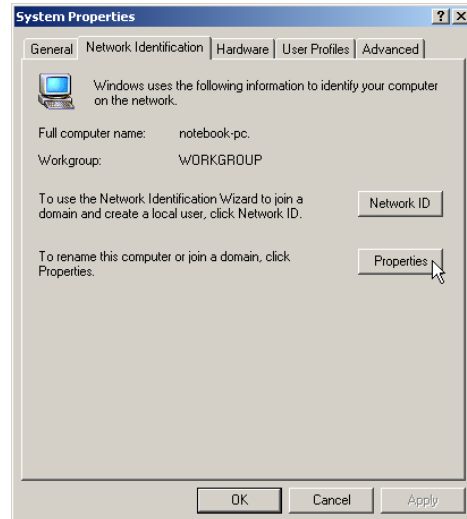 System Properties
General Network Identification Hardware User Profiles Advanced
Windows uses the following information to identify your computer
on the network.
Full computer name: notebook-pc.
Workgroup: WORKGROUP
To use the Network Identification Wizard to join a
domain and create a local user, click Network ID.
Network ID
To rename this computer or join a domain, click
Properties.
Properties
OK Cancel Apply